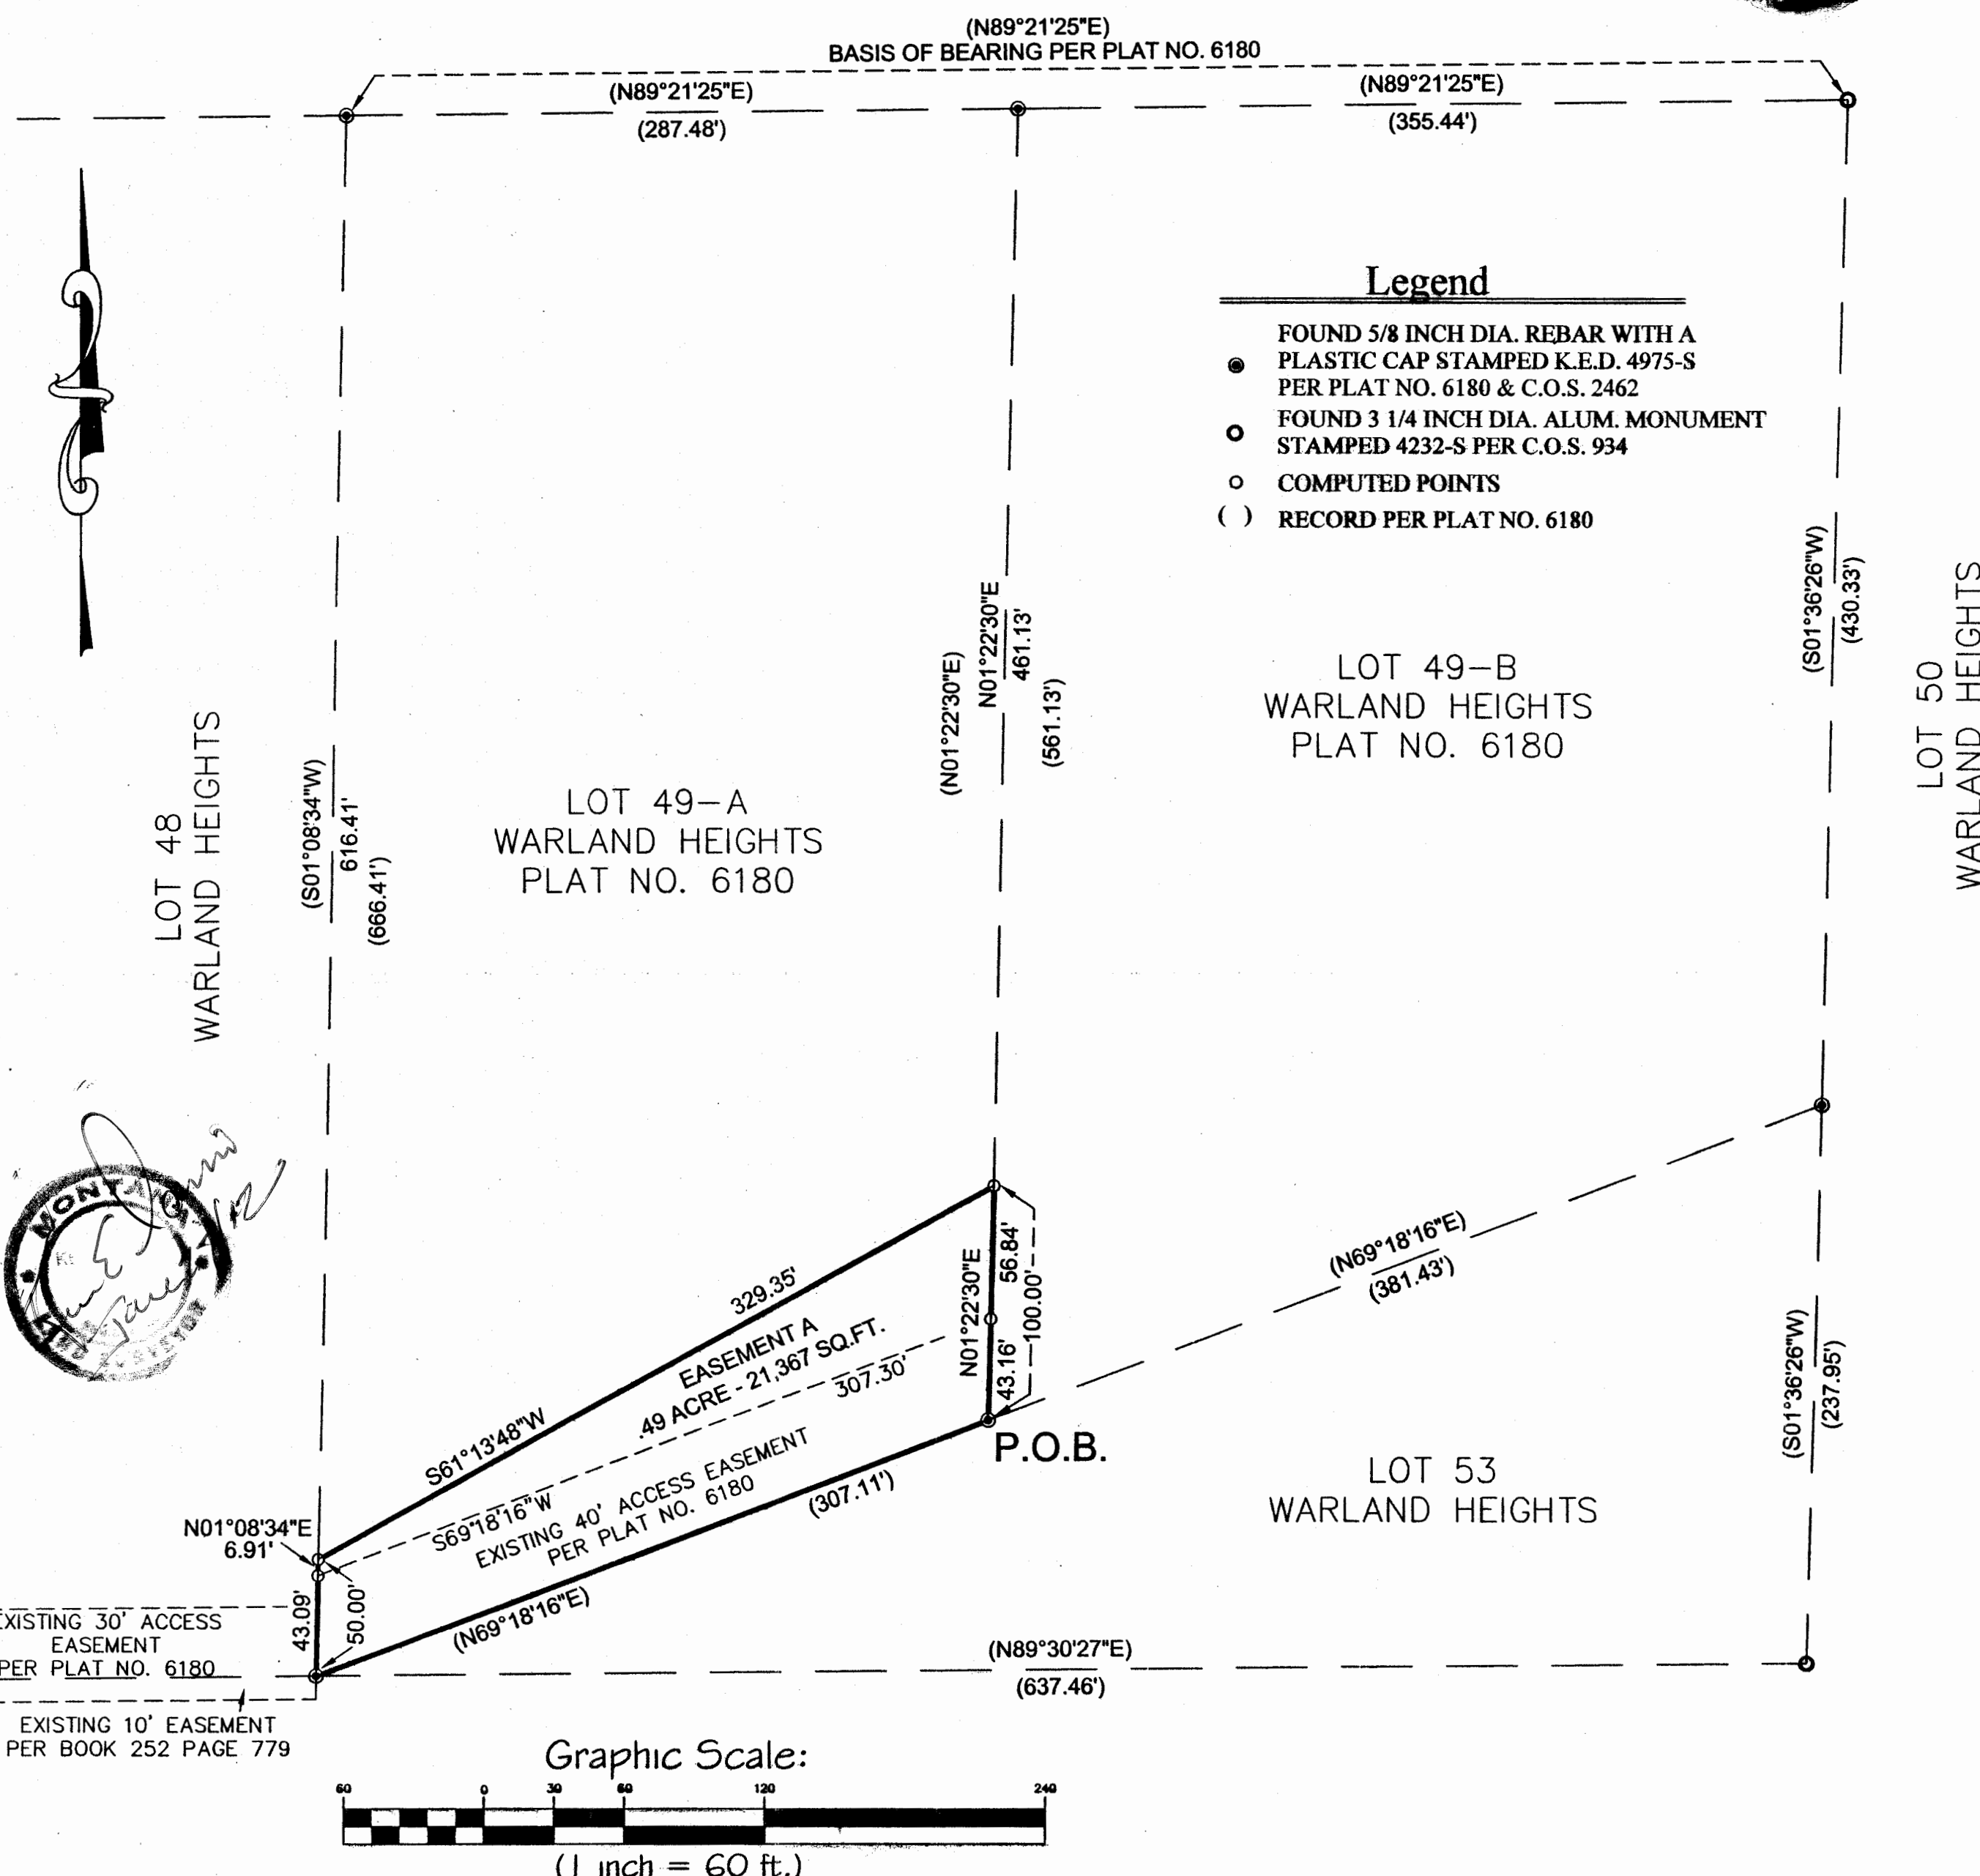 (N89°21'25"E)
BASIS OF BEARING PER PLAT NO. 6180
(N89°21'25"E)
(287.48')
(N89°21'25"E)
(355.44')
Legend
FOUND 5/8 INCH DIA. REBAR WITH A
PLASTIC CAP STAMPED K.E.D. 4975-S
PER PLAT NO. 6180 & C.O.S. 2462
FOUND 3 1/4 INCH DIA. ALUM. MONUMENT
STAMPED 4232-S PER C.O.S. 934
COMPUTED POINTS
( ) RECORD PER PLAT NO. 6180
(S01°36'26"W)
(430.33')
LOT 50
WARLAND HEIGHTS
(N01°22'30"E)
N01°22'30"E
461.13'
(561.13')
LOT 49-B
WARLAND HEIGHTS
PLAT NO. 6180
LOT 48
WARLAND HEIGHTS
(S01°08'34"W)
616.41'
(666.41')
LOT 49-A
WARLAND HEIGHTS
PLAT NO. 6180
MONTANA
329.35'
S61°13'48"W
EASEMENT A
.49 ACRE - 21,367 SQ.FT.
307.30'
S69°18'16"W
EXISTING 40' ACCESS EASEMENT
PER PLAT NO. 6180
(307.11')
(N69°18'16"E)
N01°22'30"E
56.84'
43.16'
100.00'
P.O.B.
(N69°18'16"E)
(381.43')
(S01°36'26"W)
(237.95')
LOT 53
WARLAND HEIGHTS
N01°08'34"E
6.91'
43.09'
50.00'
EXISTING 30' ACCESS
EASEMENT
PER PLAT NO. 6180
(N89°30'27"E)
(637.46')
EXISTING 10' EASEMENT
PER BOOK 252 PAGE 779
Graphic Scale:
60 0 30 60 120 240
(1 inch = 60 ft.)